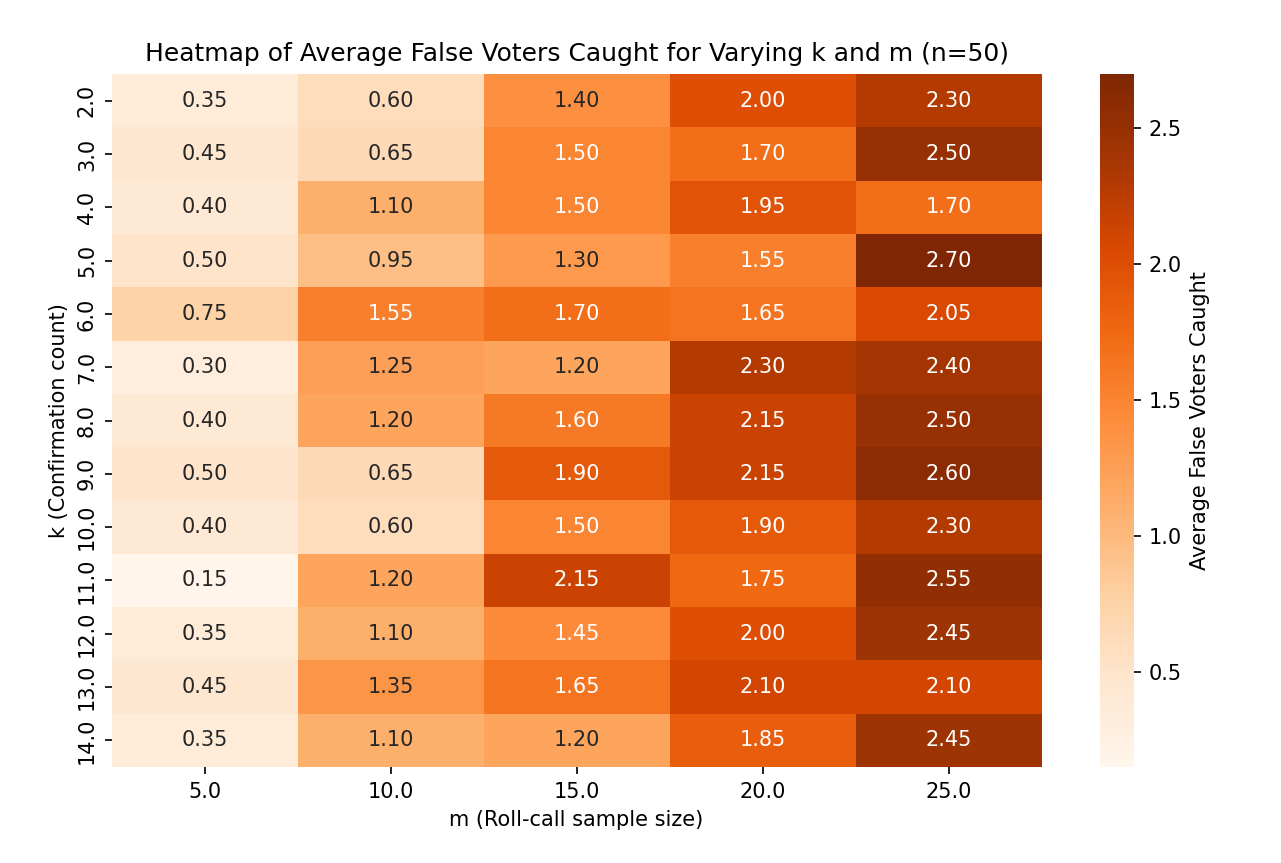 Heatmap of Average False Voters Caught for Varying k and m (n=50)
k (Confirmation count)
2.0 0.35 0.60 1.40 2.00 2.30
3.0 0.45 0.65 1.50 1.70 2.50
4.0 0.40 1.10 1.50 1.95 1.70
5.0 0.50 0.95 1.30 1.55 2.70
6.0 0.75 1.55 1.70 1.65 2.05
7.0 0.30 1.25 1.20 2.30 2.40
8.0 0.40 1.20 1.60 2.15 2.50
9.0 0.50 0.65 1.90 2.15 2.60
10.0 0.40 0.60 1.50 1.90 2.30
11.0 0.15 1.20 2.15 1.75 2.55
12.0 0.35 1.10 1.45 2.00 2.45
13.0 0.45 1.35 1.65 2.10 2.10
14.0 0.35 1.10 1.20 1.85 2.45
5.0 10.0 15.0 20.0 25.0
m (Roll-call sample size)
2.5
2.0
1.5
1.0
0.5
Average False Voters Caught